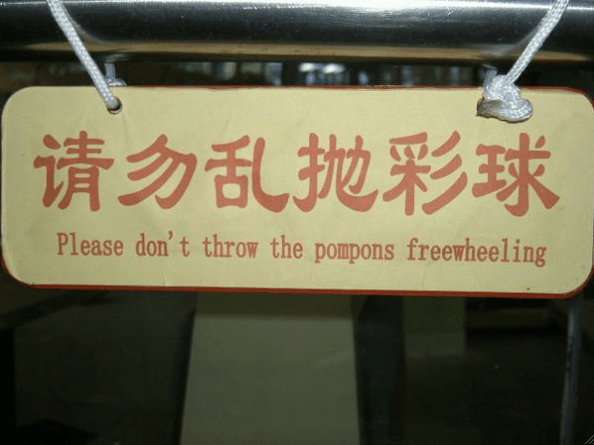 请勿乱抛彩球
Please don't throw the pompons freewheeling